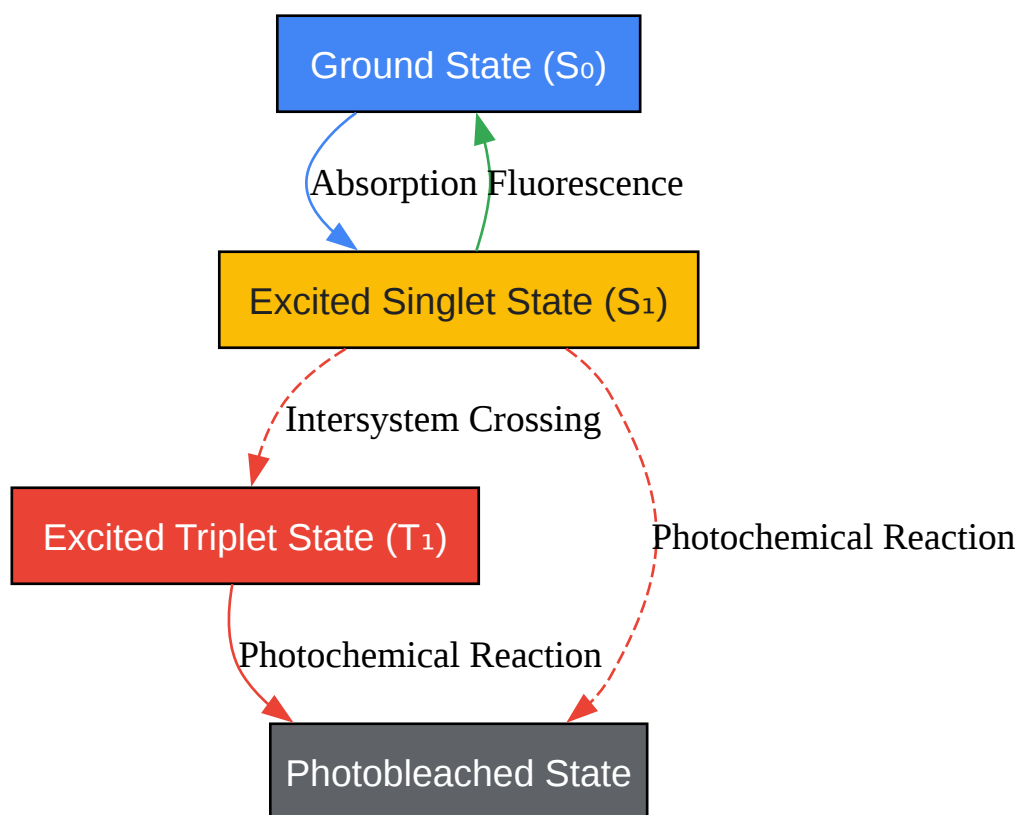 Ground State (S₀)
Absorption
Fluorescence
Excited Singlet State (S₁)
Intersystem Crossing
Excited Triplet State (T₁)
Photochemical Reaction
Photochemical Reaction
Photobleached State